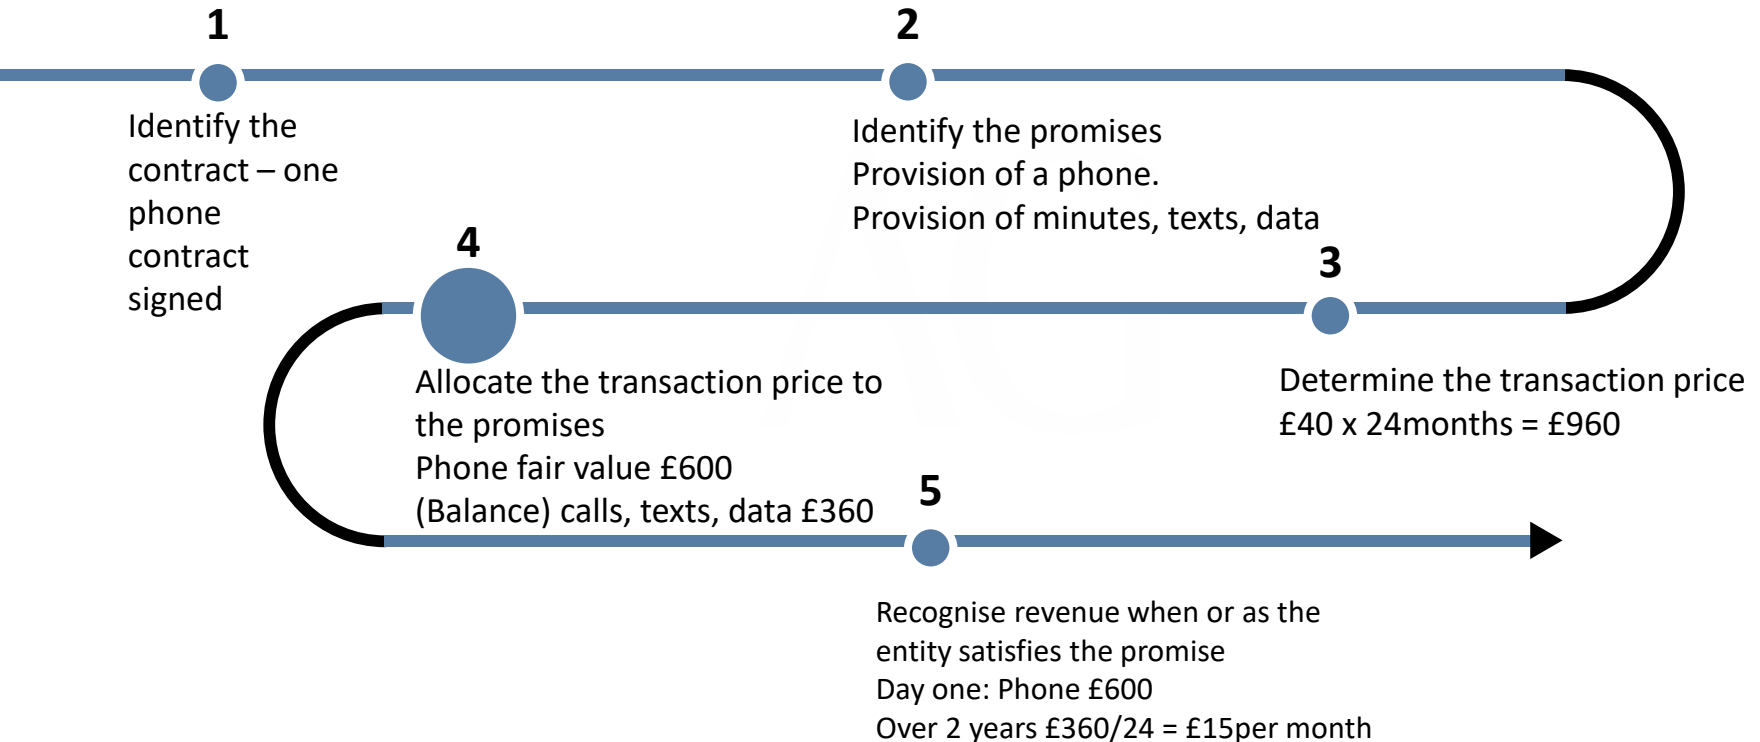 1
Identify the
contract – one
phone
contract
signed
2
Identify the promises
Provision of a phone.
Provision of minutes, texts, data
3
Determine the transaction price
£40 x 24months = £960
4
Allocate the transaction price to
the promises
Phone fair value £600
(Balance) calls, texts, data £360
5
Recognise revenue when or as the
entity satisfies the promise
Day one: Phone £600
Over 2 years £360/24 = £15per month